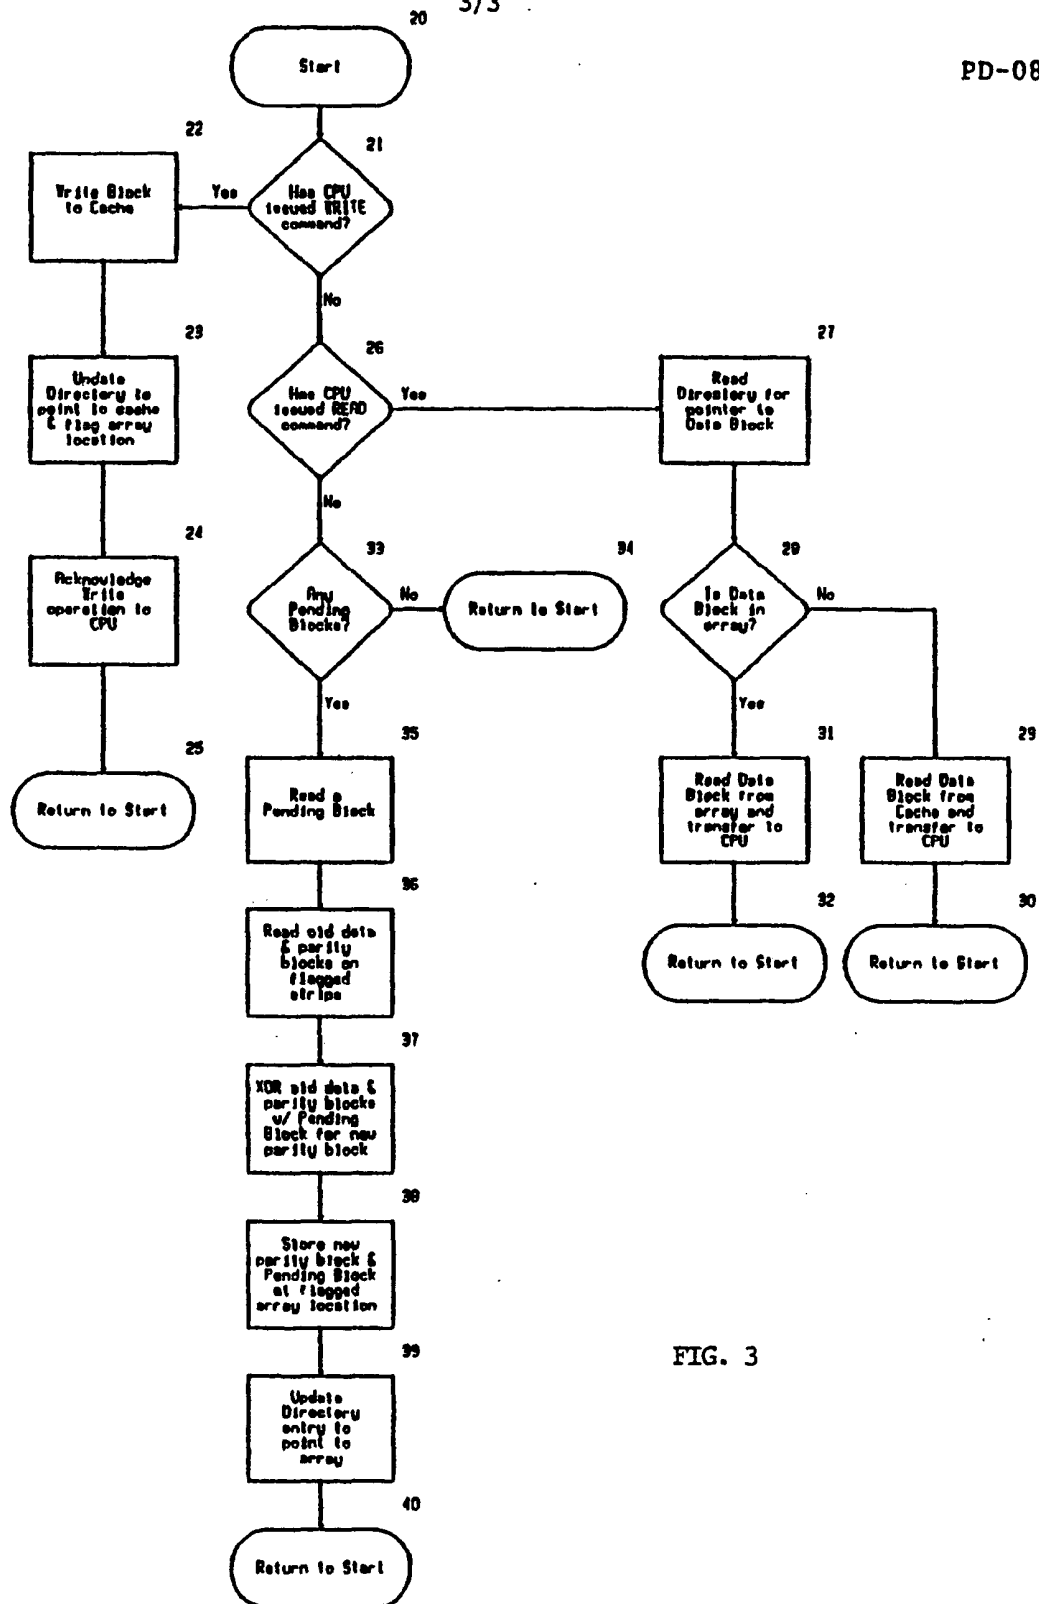 3/3
PD-08
20
Start
22
21
Write Block
to Cache
Yes
Has CPU
issued WRITE
command?
No
23
26
27
Update
Directory to
point to cache
& flag array
location
Has CPU
issued READ
command?
Yes
Read
Directory for
pointer to
Data Block
No
24
33
34
28
Acknowledge
Write
operation to
CPU
Any
Pending
Blocks?
No
Return to Start
Is Data
Block in
array?
No
Yes
Yes
25
35
31
29
Return to Start
Read a
Pending Block
Read Data
Block from
array and
transfer to
CPU
Read Data
Block from
Cache and
transfer to
CPU
36
32
30
Read old data
& parity
blocks on
flagged
stripe
Return to Start
Return to Start
37
XOR old data &
parity blocks
w/ Pending
Block for new
parity block
38
Store new
parity block &
Pending Block
at flagged
array location
39
FIG. 3
Update
Directory
entry to
point to
array
40
Return to Start